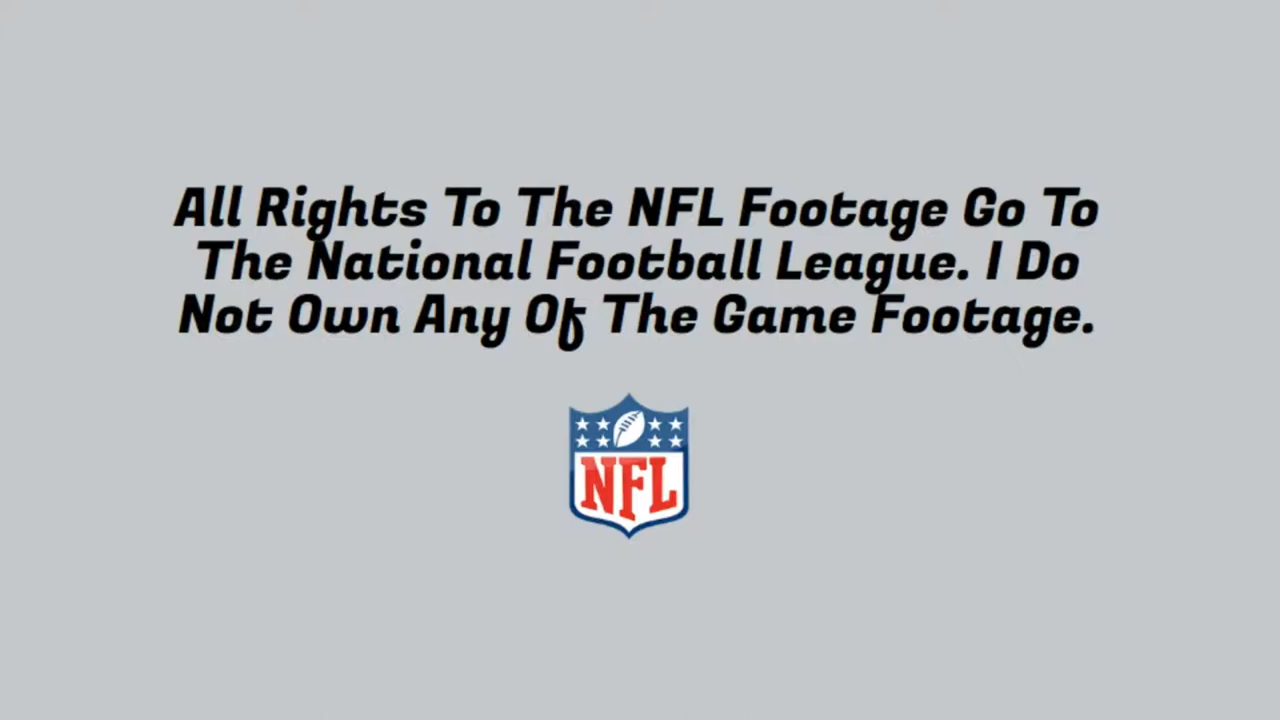 All Rights To The NFL Footage Go To
The National Football League. I Do
Not Own Any Of The Game Footage.
NFL